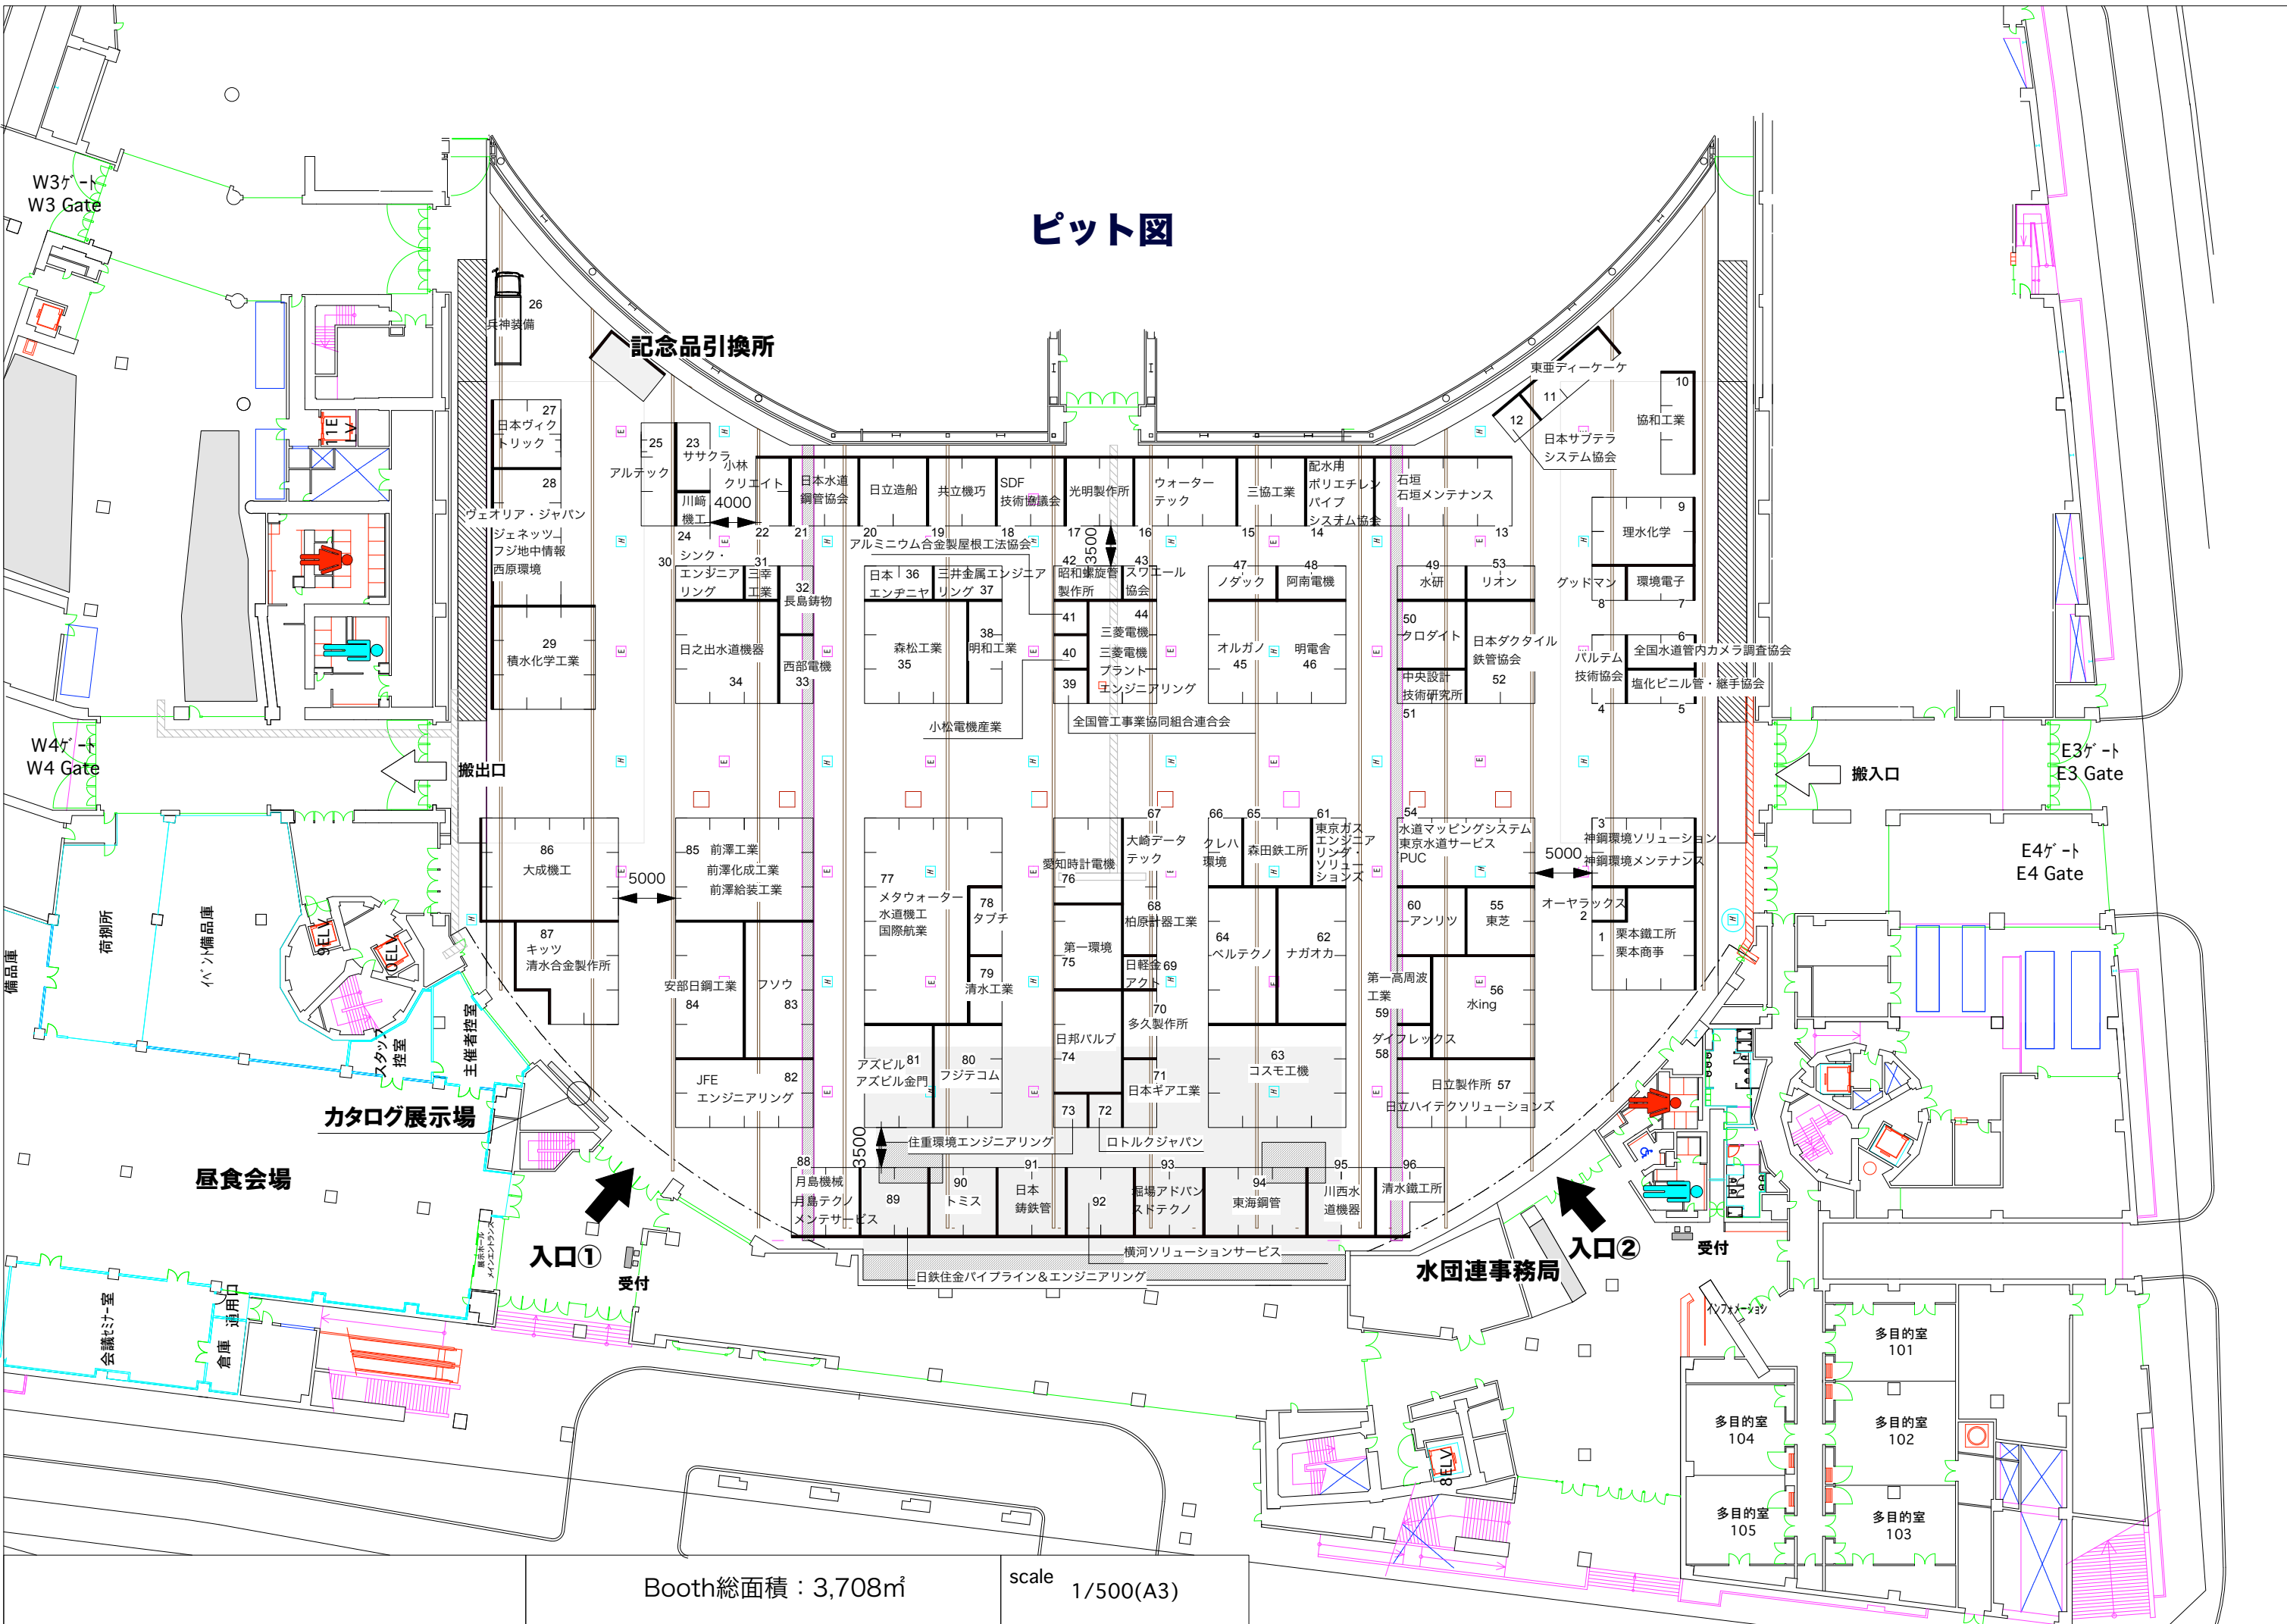 ピット図
W3ｹﾞｰﾄ
W3 Gate
26
兵神装備
記念品引換所
11E
LV
27
日本ヴィク
トリック
28
ヴェオリア・ジャパン
ジェネッツ
フジ地中情報
西原環境
29
積水化学工業
25
アルテック
23
ササクラ
川﨑
機工
24
4000
小林
クリエイト
22
日本水道
鋼管協会
21
日立造船
20
共立機巧
19
SDF
技術協議会
18
光明製作所
17
ウォーター
テック
16
三協工業
15
配水用
ポリエチレン
パイプ
システム協会
14
石垣
石垣メンテナンス
13
東亜ディーケーケ
11
12
日本サブテラ
システム協会
10
協和工業
9
理水化学
グッドマン
8
環境電子
7
6
全国水道管内カメラ調査協会
パルテム
技術協会
4
塩化ビニル管・継手協会
5
30
シンク・
エンジニア
リング
31
三幸
工業
32
長島鋳物
日之出水道機器
34
西部電機
33
アルミニウム合金製屋根工法協会
3500
日本
エンヂニヤ
36
三井金属エンジニア
リング 37
森松工業
35
38
明和工業
42
昭和螺旋管
製作所
43
スワエール
協会
41
40
39
44
三菱電機
三菱電機
プラント
エンジニアリング
小松電機産業
全国管工事業協同組合連合会
47
ノダック
48
阿南電機
オルガノ
45
明電舎
46
49
水研
53
リオン
50
クロダイト
日本ダクタイル
鉄管協会
52
中央設計
技術研究所
51
W4ｹﾞｰﾄ
W4 Gate
搬出口
搬入口
E3ｹﾞｰﾄ
E3 Gate
E4ｹﾞｰﾄ
E4 Gate
86
大成機工
5000
85
前澤工業
前澤化成工業
前澤給装工業
87
キッツ
清水合金製作所
安部日鋼工業
84
フソウ
83
JFE
エンジニアリング
82
77
メタウォーター
水道機工
国際航業
78
タブチ
79
清水工業
アズビル
アズビル金門
81
80
フジテコム
愛知時計電機
76
67
大崎データ
テック
68
柏原計器工業
第一環境
75
日軽金
アクト
69
70
多久製作所
日邦バルブ
74
71
日本ギア工業
73
72
66
クレハ
環境
65
森田鉄工所
61
東京ガス
エンジニア
リング・
ソリュー
ションズ
64
ベルテクノ
62
ナガオカ
63
コスモ工機
54
水道マッピングシステム
東京水道サービス
PUC
5000
60
アンリツ
55
東芝
第一高周波
工業
59
56
水ing
ダイフレックス
58
日立製作所 57
日立ハイテクソリューションズ
3
神鋼環境ソリューション
神鋼環境メンテナンス
オーヤラックス
2
1
栗本鐵工所
栗本商事
3500
住重環境エンジニアリング
ロトルクジャパン
88
月島機械
月島テクノ
メンテサービス
89
90
トミス
91
日本
鋳鉄管
92
93
堀場アドバン
ストテクノ
94
東海鋼管
95
川西水
道機器
96
清水鐵工所
横河ソリューションサービス
日鉄住金パイプライン＆エンジニアリング
備品庫
荷捌所
イベント備品庫
9ELV
10ELV
スタッフ
控室
主催者控室
カタログ展示場
昼食会場
展示ホール
メインエントランス
入口①
受付
会議セミナー室
倉庫
通用口
水団連事務局
入口②
受付
インフォメーション
8ELV
多目的室
101
多目的室
102
多目的室
103
多目的室
104
多目的室
105
Booth総面積：3,708㎡
scale
1/500(A3)